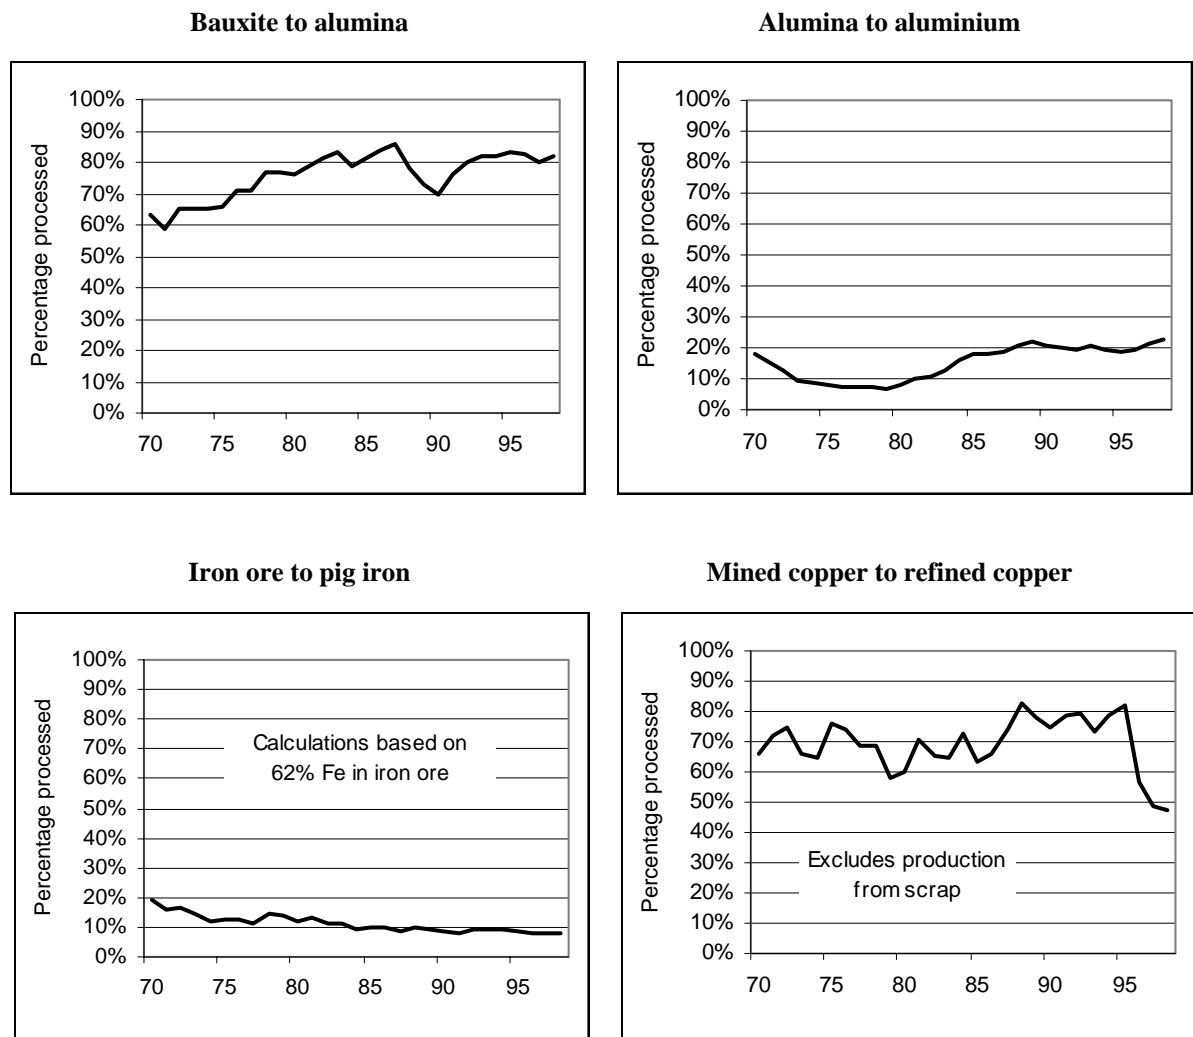 Bauxite to alumina
Percentage processed
100%
90%
80%
70%
60%
50%
40%
30%
20%
10%
0%
70 75 80 85 90 95
Alumina to aluminium
Percentage processed
100%
90%
80%
70%
60%
50%
40%
30%
20%
10%
0%
70 75 80 85 90 95
Iron ore to pig iron
Percentage processed
100%
90%
80%
70%
60%
50%
40%
30%
20%
10%
0%
Calculations based on
62% Fe in iron ore
70 75 80 85 90 95
Mined copper to refined copper
Percentage processed
100%
90%
80%
70%
60%
50%
40%
30%
20%
10%
0%
Excludes production
from scrap
70 75 80 85 90 95